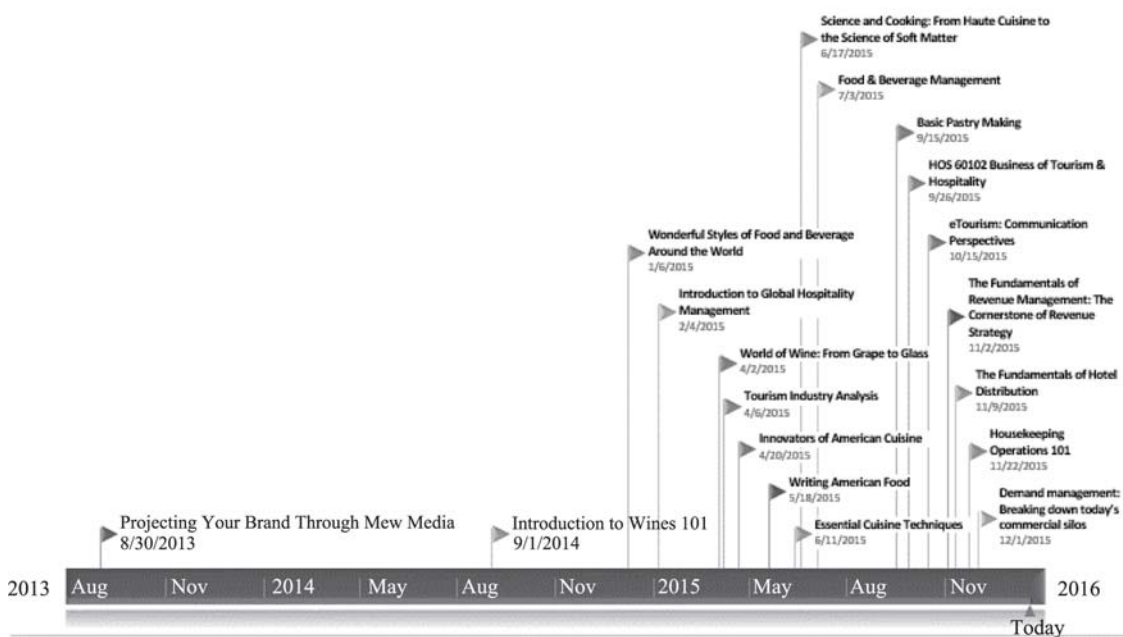 Science and Cooking: From Haute Cuisine to
the Science of Soft Matter
6/17/2015
Food & Beverage Management
7/3/2015
Basic Pastry Making
9/15/2015
HOS 60102 Business of Tourism &
Hospitality
9/26/2015
eTourism: Communication
Perspectives
10/15/2015
Wonderful Styles of Food and Beverage
Around the World
1/6/2015
The Fundamentals of
Revenue Management: The
Cornerstone of Revenue
Strategy
11/2/2015
Introduction to Global Hospitality
Management
2/4/2015
World of Wine: From Grape to Glass
4/2/2015
The Fundamentals of Hotel
Distribution
11/9/2015
Tourism Industry Analysis
4/6/2015
Innovators of American Cuisine
4/20/2015
Housekeeping
Operations 101
11/22/2015
Writing American Food
5/18/2015
Demand management:
Breaking down today's
commercial silos
12/1/2015
Projecting Your Brand Through Mew Media
8/30/2013
Introduction to Wines 101
9/1/2014
Essential Cuisine Techniques
6/11/2015
2013 Aug Nov 2014 May Aug Nov 2015 May Aug Nov 2016
Today